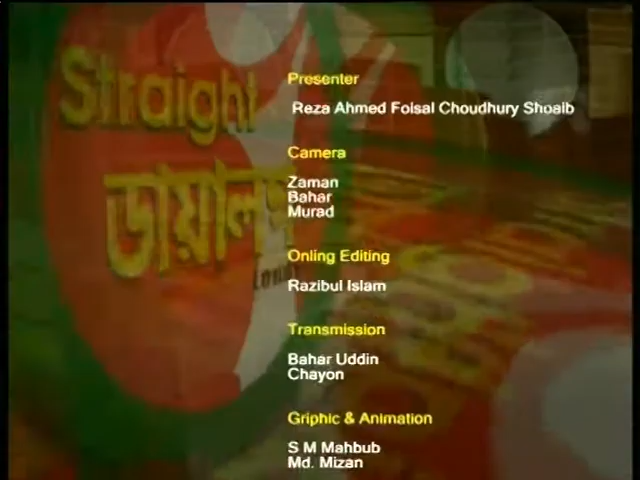 Straight
ডায়ালগ
Presenter
Reza Ahmed Foisal Choudhury Shoaib
Camera
Zaman
Bahar
Murad
Onling Editing
Razibul Islam
Transmission
Bahar Uddin
Chayon
Griphic & Animation
S M Mahbub
Md. Mizan